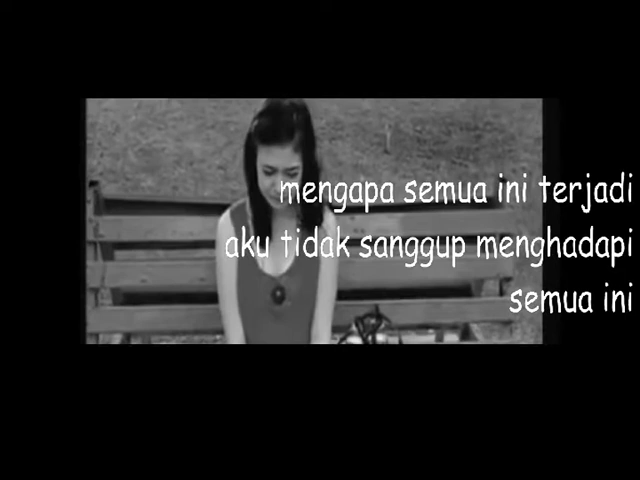 mengapa semua ini terjadi
aku tidak sanggup menghadapi
semua ini